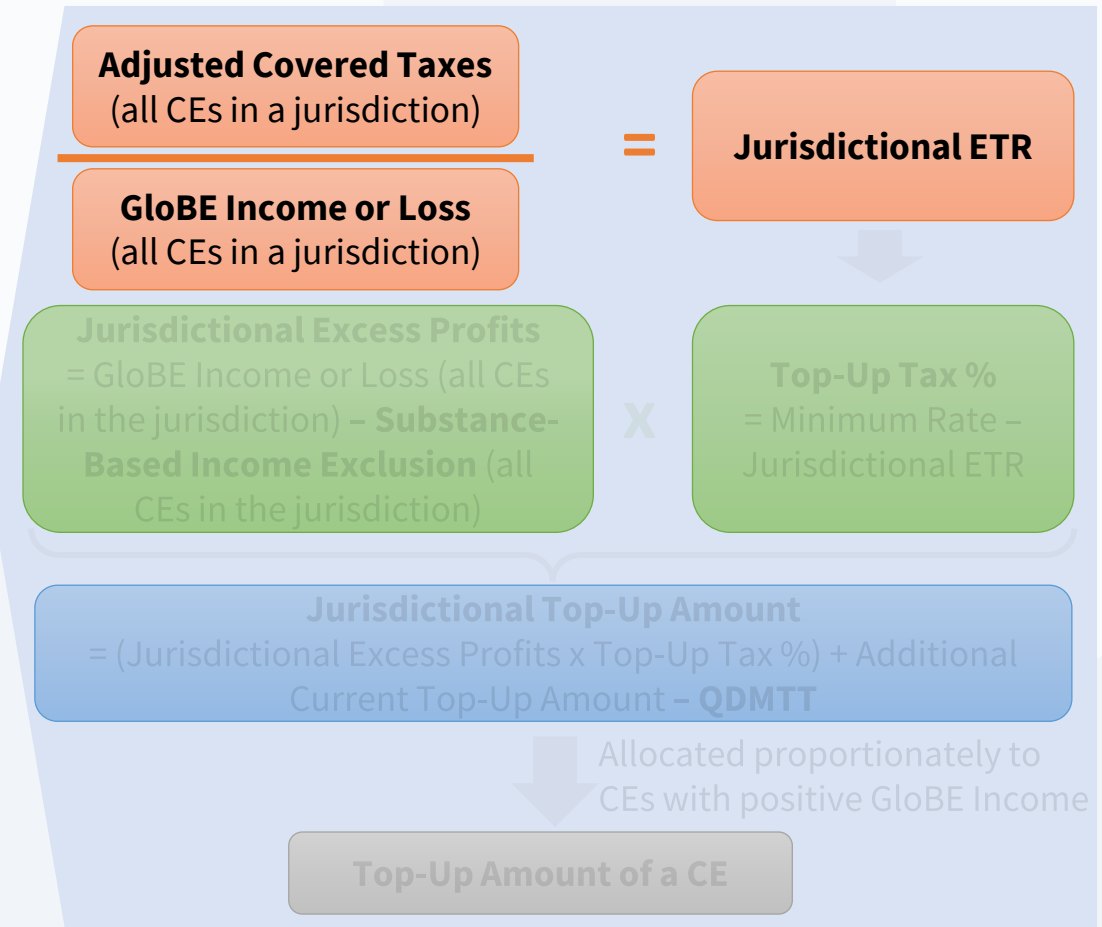 Adjusted Covered Taxes
(all CEs in a jurisdiction)
=
Jurisdictional ETR
GloBE Income or Loss
(all CEs in a jurisdiction)
Jurisdictional Excess Profits
= GloBE Income or Loss (all CEs
in the jurisdiction) – Substance-
Based Income Exclusion (all
CEs in the jurisdiction)
x
Top-Up Tax %
= Minimum Rate –
Jurisdictional ETR
Jurisdictional Top-Up Amount
= (Jurisdictional Excess Profits x Top-Up Tax %) + Additional
Current Top-Up Amount – QDMTT
Allocated proportionately to
CEs with positive GloBE Income
Top-Up Amount of a CE